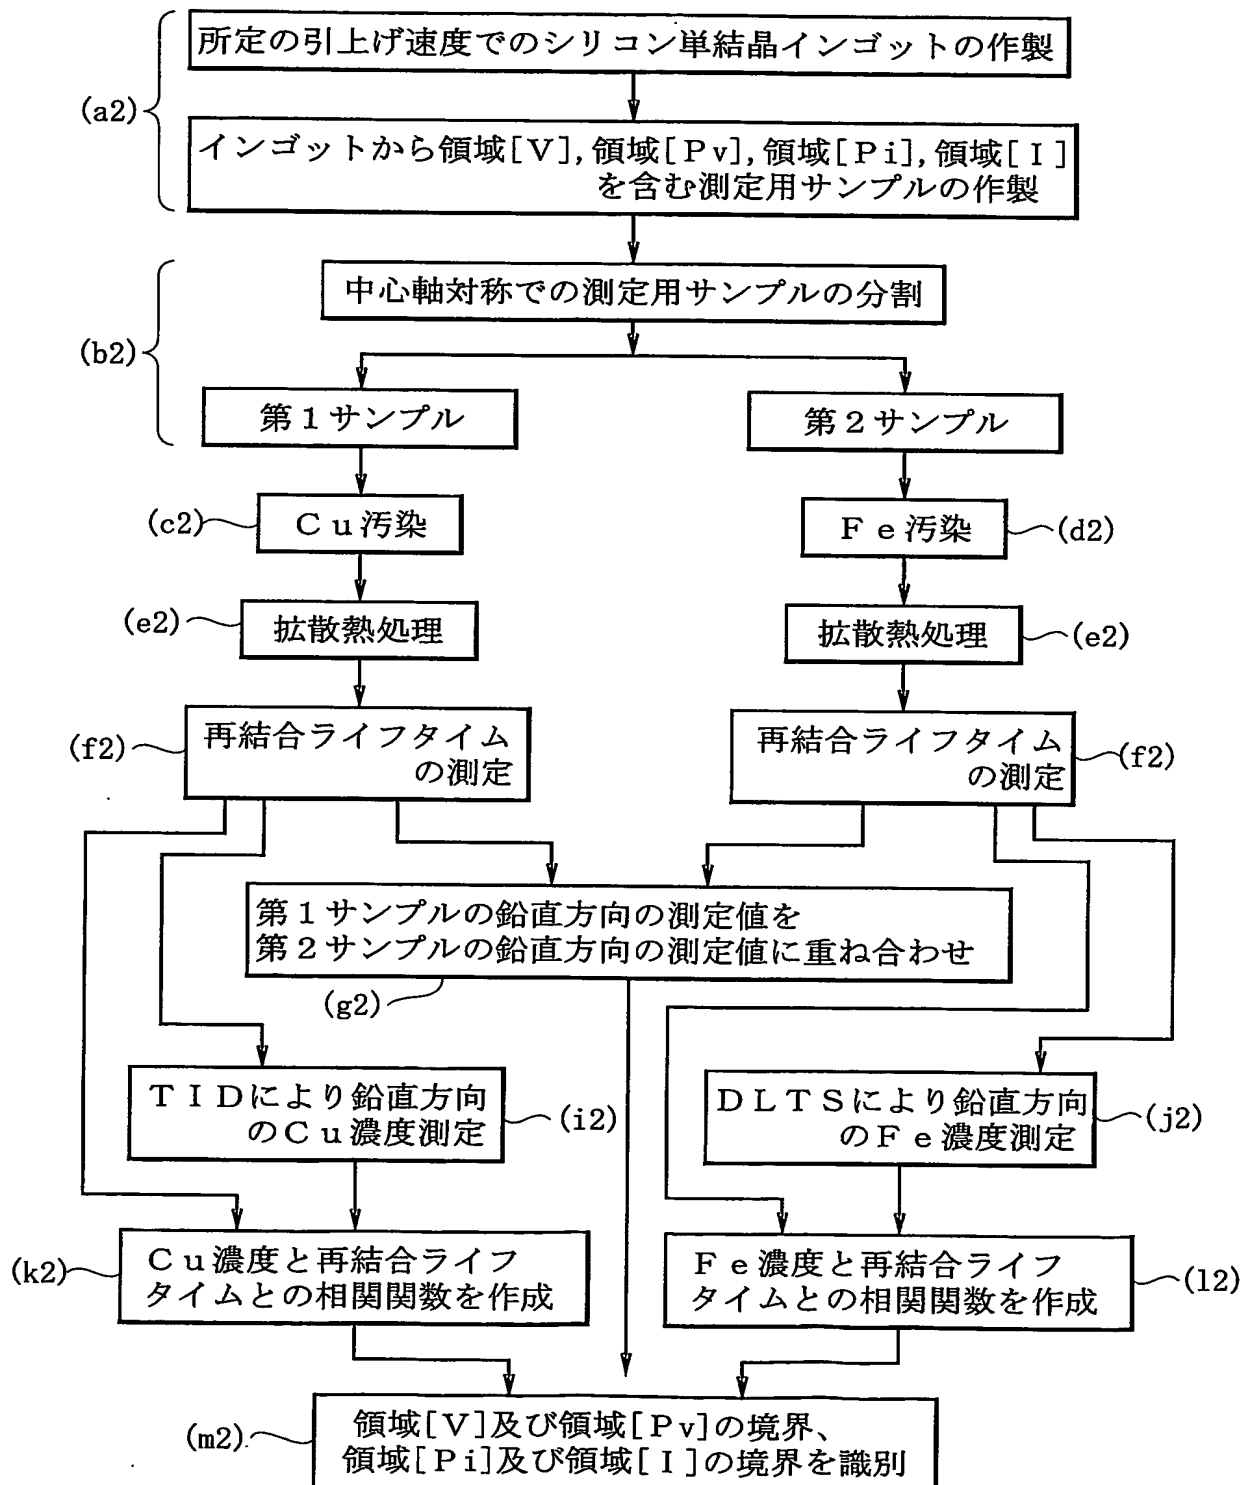 所定の引上げ速度でのシリコン単結晶インゴットの作製
(a2)
インゴットから領域[V],領域[Pv],領域[Pi],領域[I]
を含む測定用サンプルの作製
中心軸対称での測定用サンプルの分割
(b2)
第1サンプル
第2サンプル
(c2)
Cu汚染
Fe汚染
(d2)
(e2)
拡散熱処理
拡散熱処理
(e2)
(f2)
再結合ライフタイム
の測定
再結合ライフタイム
の測定
(f2)
第1サンプルの鉛直方向の測定値を
第2サンプルの鉛直方向の測定値に重ね合わせ
(g2)
TIDにより鉛直方向
のCu濃度測定
(i2)
DLTSにより鉛直方向
のFe濃度測定
(j2)
(k2)
Cu濃度と再結合ライフ
タイムとの相関関数を作成
Fe濃度と再結合ライフ
タイムとの相関関数を作成
(l2)
(m2)
領域[V]及び領域[Pv]の境界、
領域[Pi]及び領域[I]の境界を識別